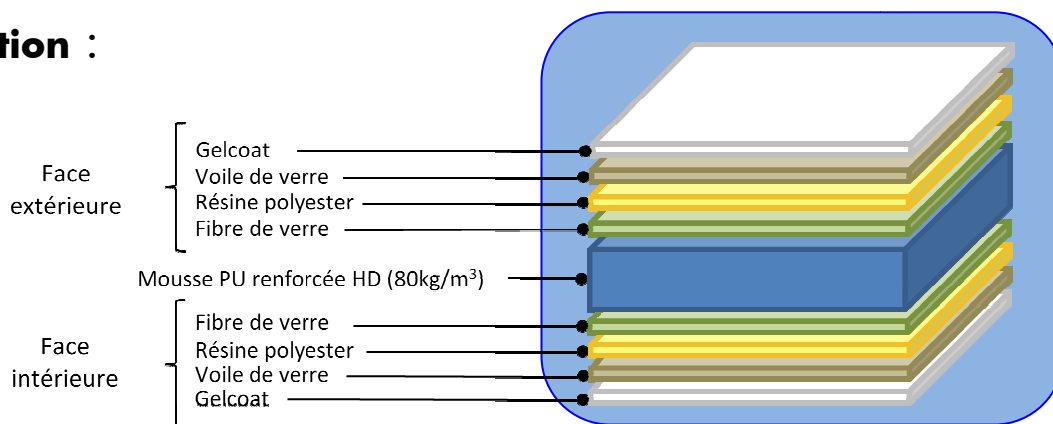 tion :
Face
extérieure
Gelcoat
Voile de verre
Résine polyester
Fibre de verre
Mousse PU renforcée HD (80kg/m³)
Face
intérieure
Fibre de verre
Résine polyester
Voile de verre
Gelcoat